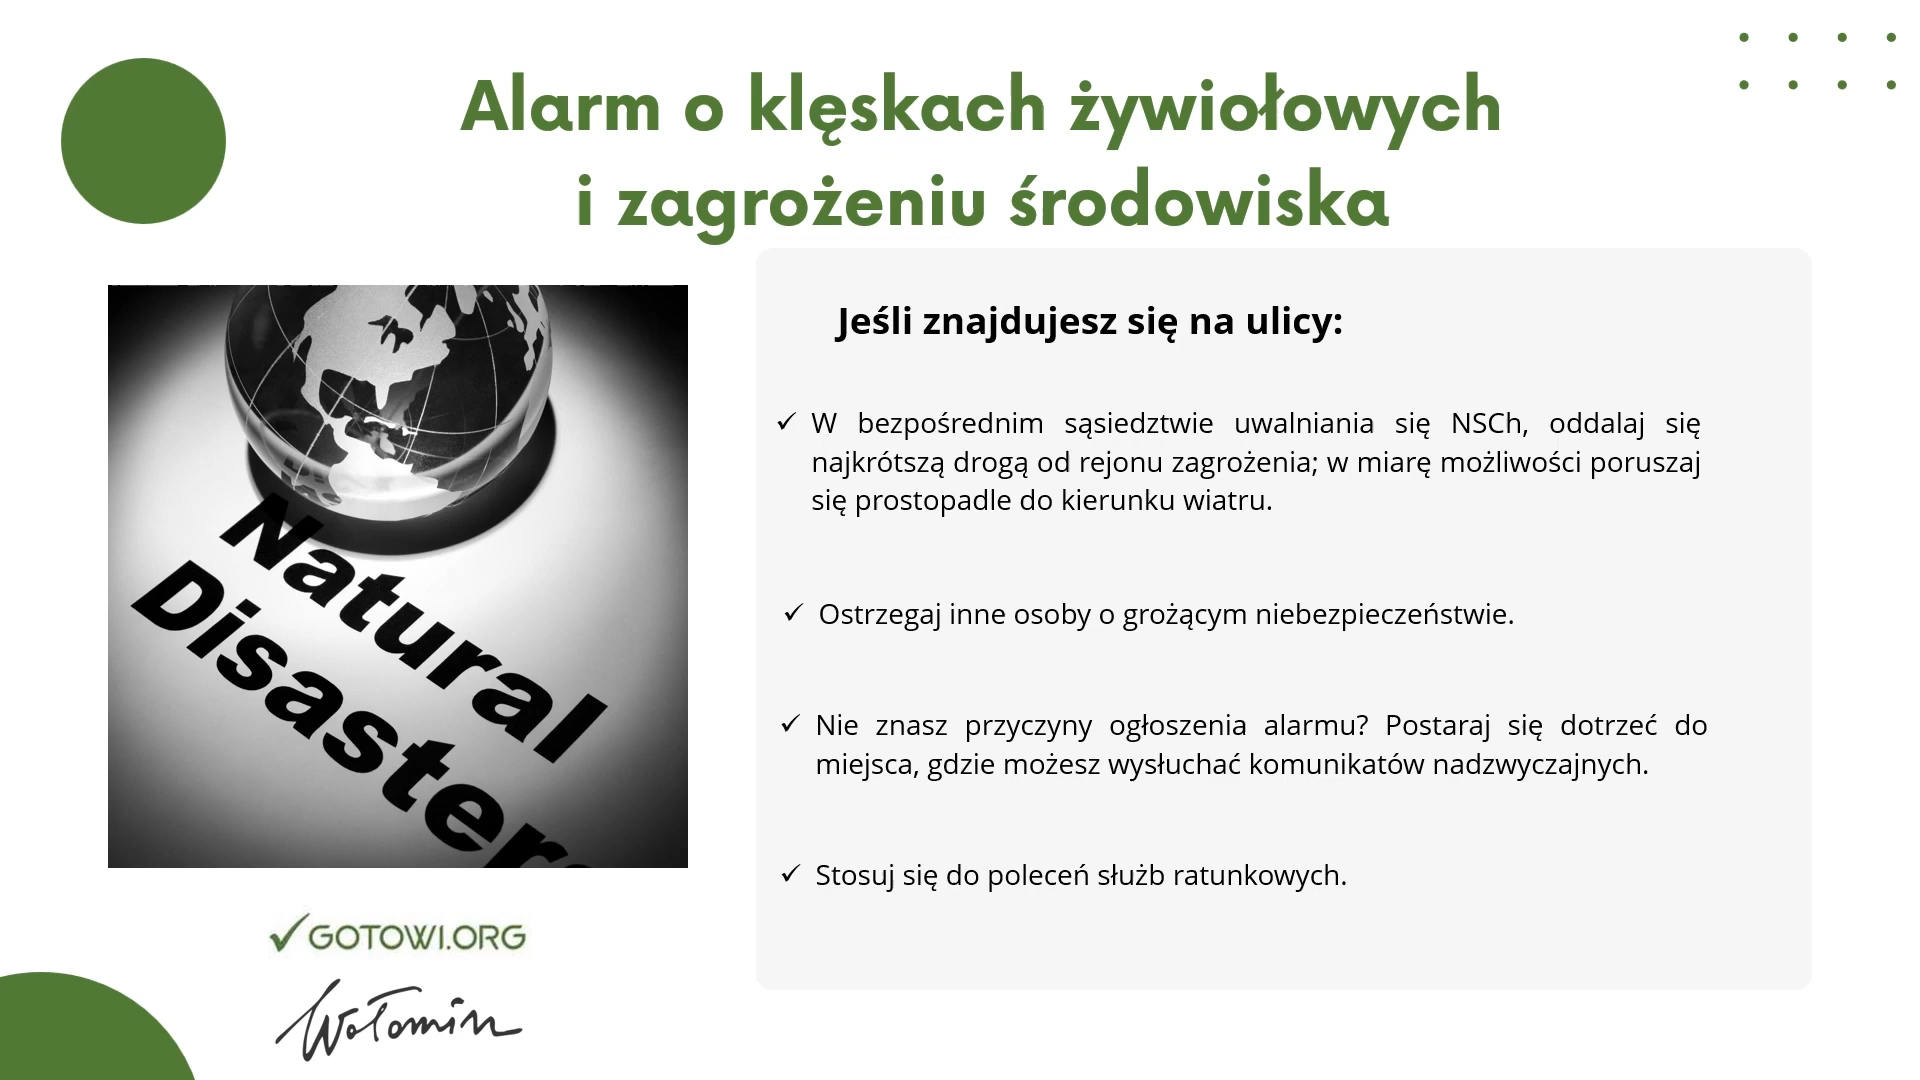 Alarm o klęskach żywiołowych
i zagrożeniu środowiska
Natural
Disaster
Jeśli znajdujesz się na ulicy:
✓ W bezpośrednim sąsiedztwie uwalniania się NSCh, oddalaj się
najkrótszą drogą od rejonu zagrożenia; w miarę możliwości poruszaj
się prostopadle do kierunku wiatru.
✓ Ostrzegaj inne osoby o grożącym niebezpieczeństwie.
✓ Nie znasz przyczyny ogłoszenia alarmu? Postaraj się dotrzeć do
miejsca, gdzie możesz wysłuchać komunikatów nadzwyczajnych.
✓ Stosuj się do poleceń służb ratunkowych.
✓GOTOWI.ORG
Wołomin